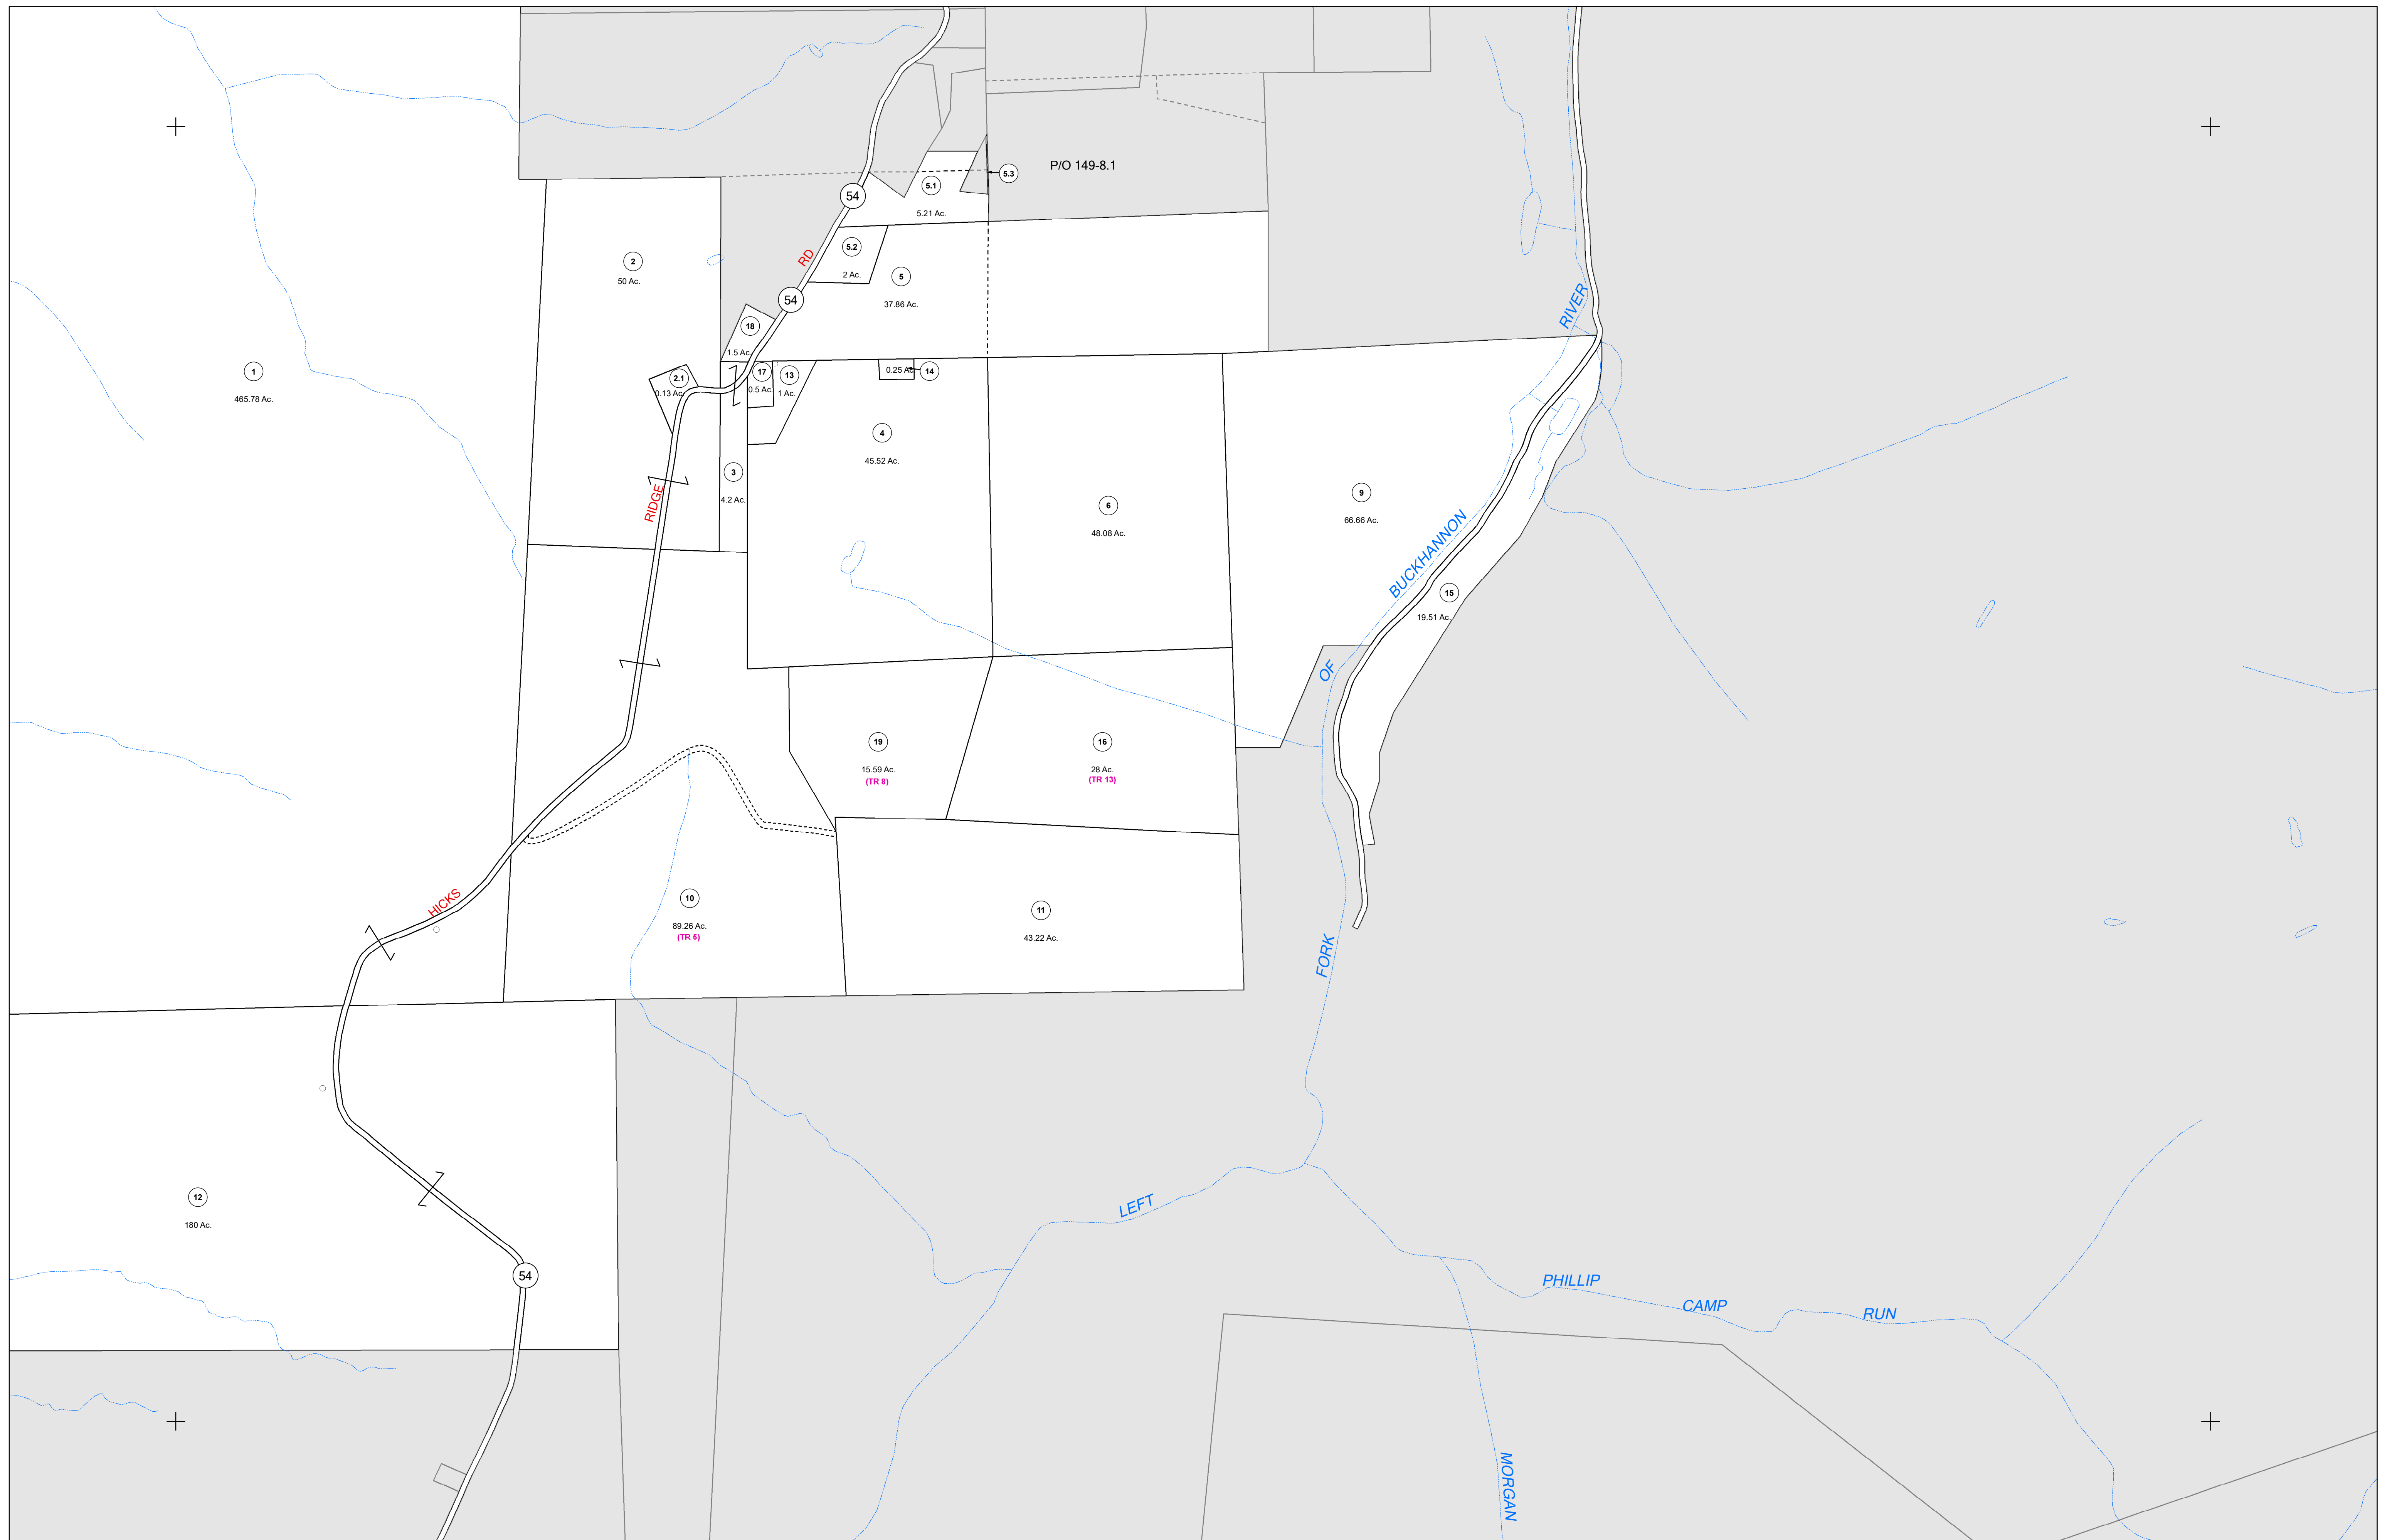 P/O 149-8.1
5.3
5.1
5.21 Ac.
54
RD
5.2
2 Ac.
5
37.86 Ac.
2
50 Ac.
54
18
1.5 Ac.
RIVER
1
465.78 Ac.
2.1
0.13 Ac.
17
0.5 Ac.
13
1 Ac.
0.25 Ac
14
4
45.52 Ac.
3
4.2 Ac.
RIDGE
6
48.08 Ac.
9
66.66 Ac.
BUCKHANNON
15
19.51 Ac.
OF
19
15.59 Ac.
(TR 8)
16
28 Ac.
(TR 13)
HICKS
10
89.26 Ac.
(TR 5)
11
43.22 Ac.
FORK
12
180 Ac.
LEFT
54
PHILLIP
CAMP
RUN
MORGAN